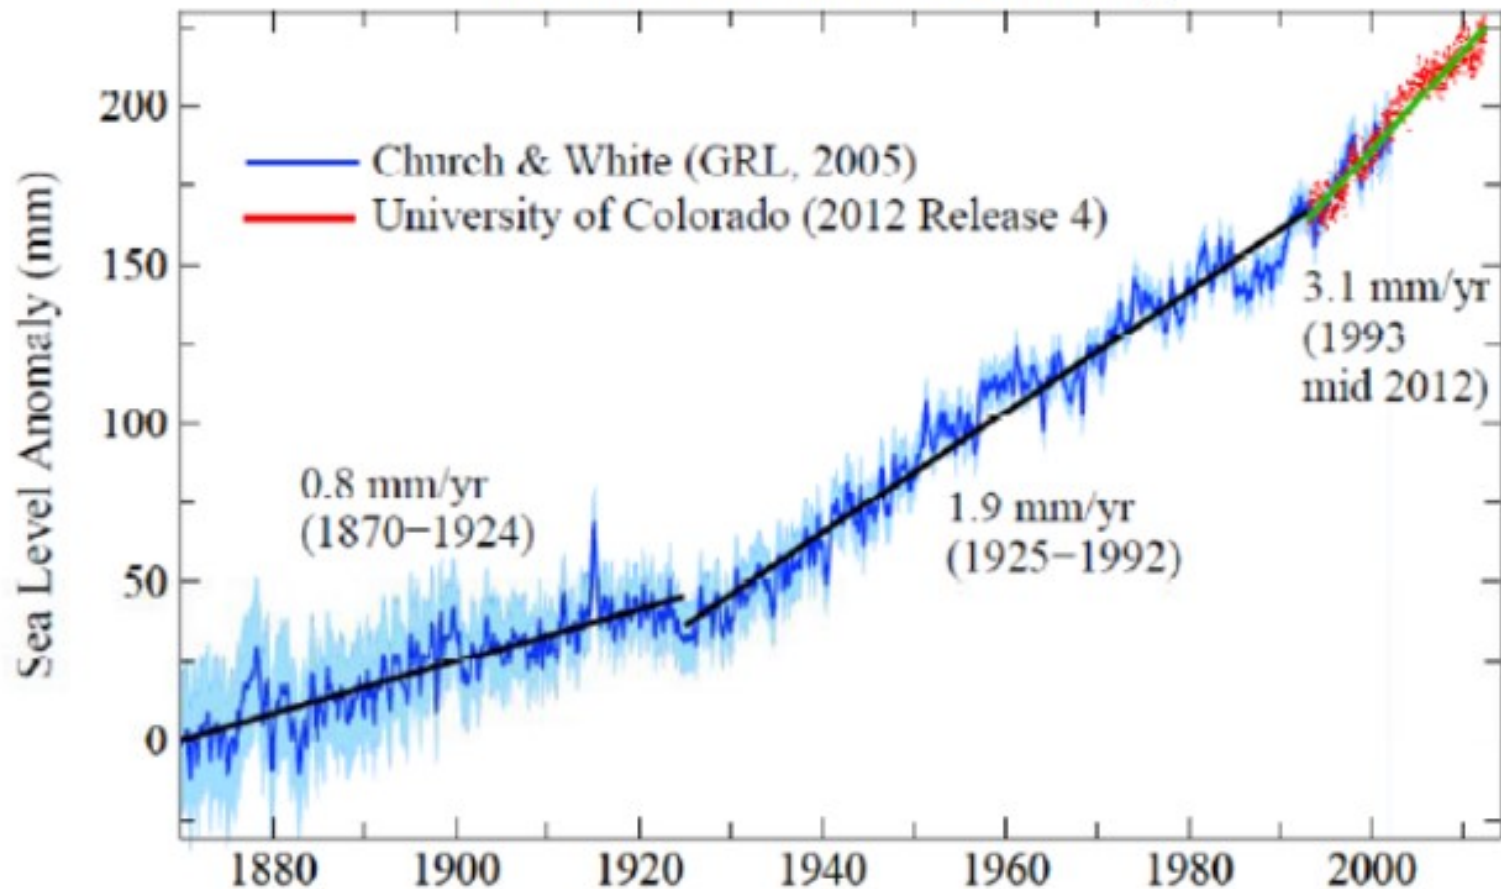 200
150
100
50
0
Sea Level Anomaly (mm)
Church & White (GRL, 2005)
University of Colorado (2012 Release 4)
0.8 mm/yr
(1870−1924)
1.9 mm/yr
(1925−1992)
3.1 mm/yr
(1993
mid 2012)
1880 1900 1920 1940 1960 1980 2000